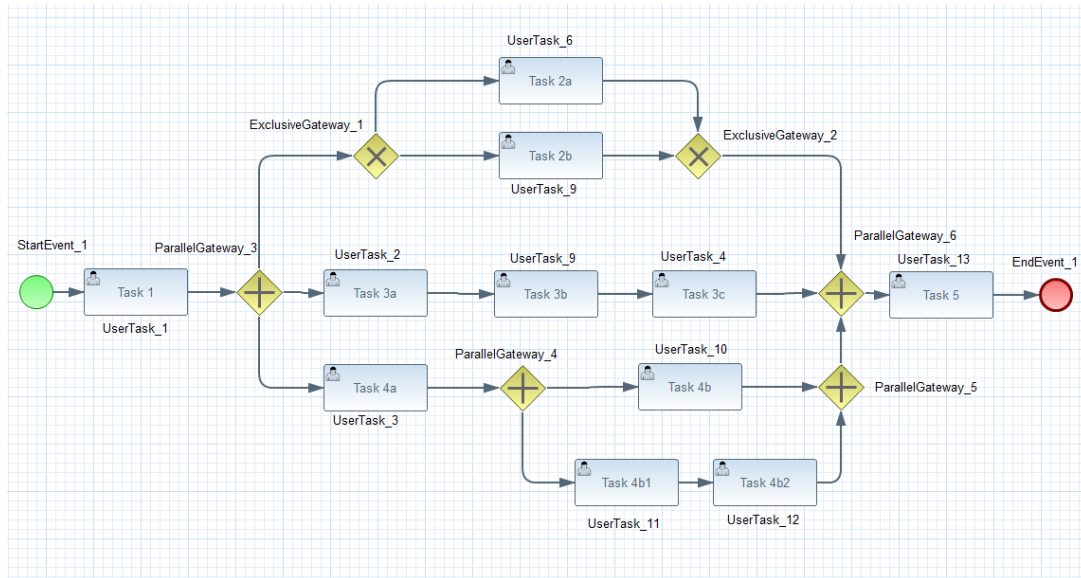 UserTask_6
Task 2a
ExclusiveGateway_1
ExclusiveGateway_2
Task 2b
UserTask_9
StartEvent_1
ParallelGateway_3
UserTask_2
UserTask_9
UserTask_4
ParallelGateway_6
UserTask_13
EndEvent_1
Task 1
Task 3a
Task 3b
Task 3c
Task 5
UserTask_1
ParallelGateway_4
UserTask_10
Task 4a
Task 4b
ParallelGateway_5
UserTask_3
Task 4b1
Task 4b2
UserTask_11
UserTask_12